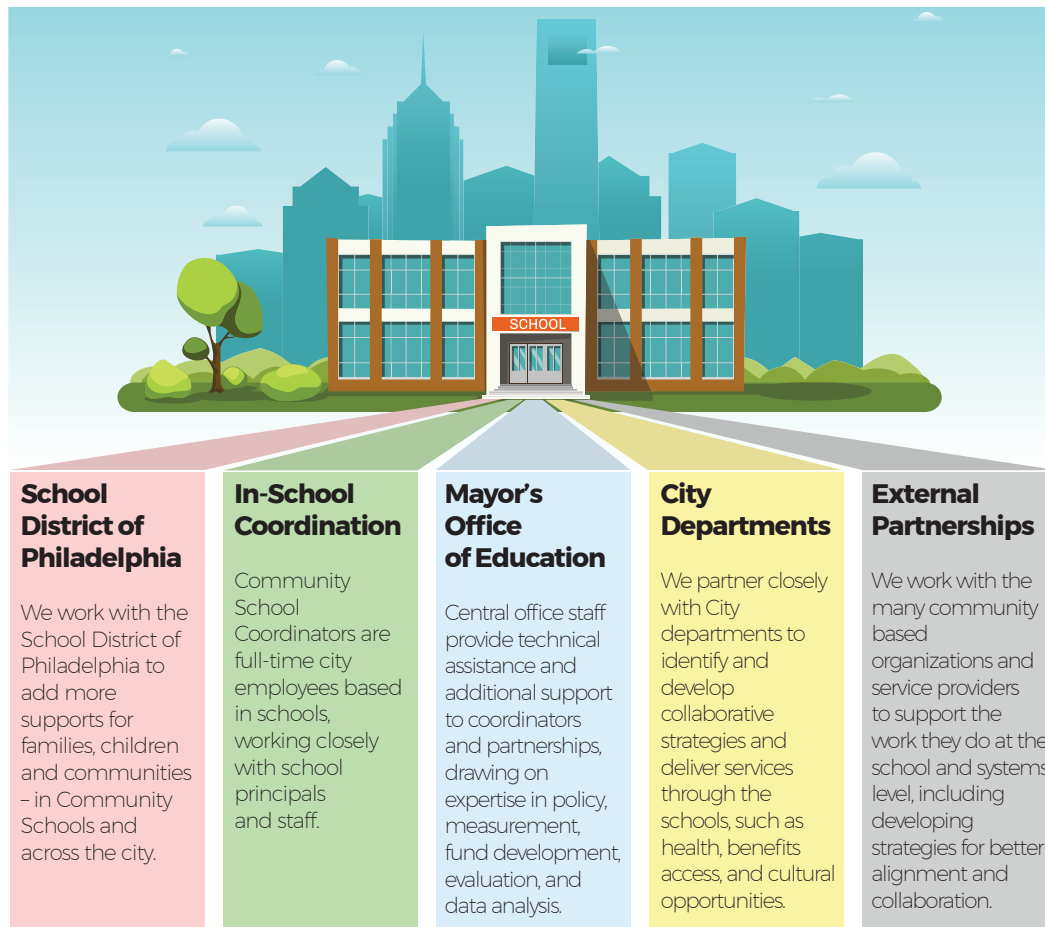 SCHOOL
School
District of
Philadelphia
We work with the
School District of
Philadelphia to
add more
supports for
families, children
and communities
– in Community
Schools and
across the city.
In-School
Coordination
Community
School
Coordinators are
full-time city
employees based
in schools,
working closely
with school
principals
and staff.
Mayor’s
Office
of Education
Central office staff
provide technical
assistance and
additional support
to coordinators
and partnerships,
drawing on
expertise in policy,
measurement,
fund development,
evaluation, and
data analysis.
City
Departments
We partner closely
with City
departments to
identify and
develop
collaborative
strategies and
deliver services
through the
schools, such as
health, benefits
access, and cultural
opportunities.
External
Partnerships
We work with the
many community
based
organizations and
service providers
to support the
work they do at the
school and systems
level, including
developing
strategies for better
alignment and
collaboration.